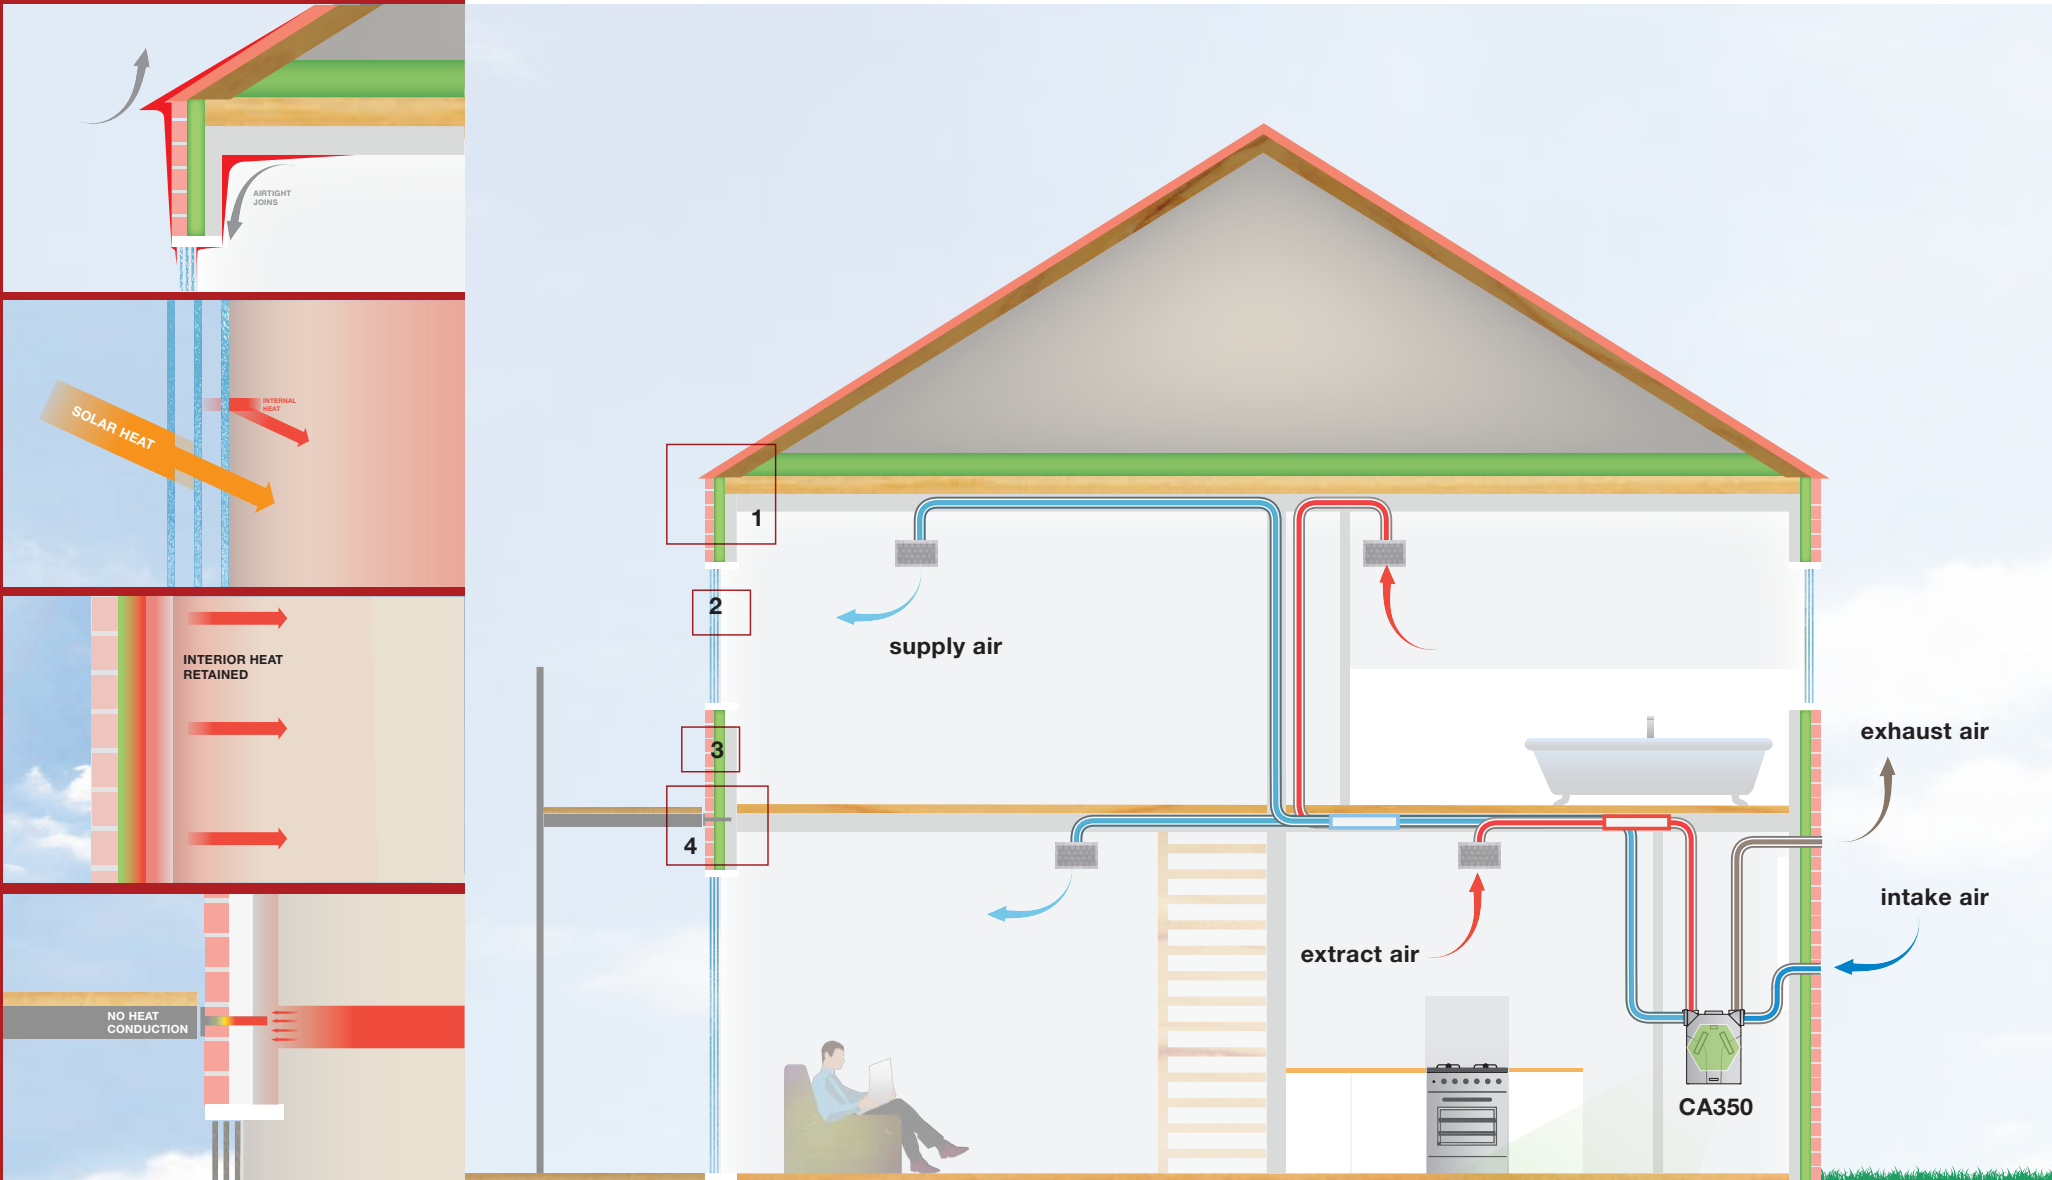 AIRTIGHT
JOINS
SOLAR HEAT
INTERNAL
HEAT
INTERIOR HEAT
RETAINED
NO HEAT
CONDUCTION
1
2
supply air
3
exhaust air
4
intake air
extract air
CA350